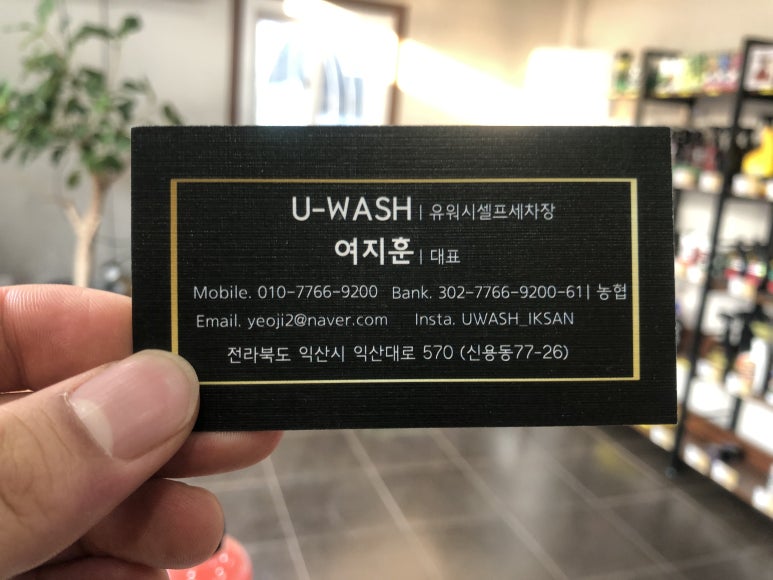 U-WASH | 유워시셀프세차장
여지훈 | 대표
Mobile. 010-7766-9200 Bank. 302-7766-9200-61| 농협
Email. yeoji2@naver.com Insta. UWASH_IKSAN
전라북도 익산시 익산대로 570 (신용동77-26)